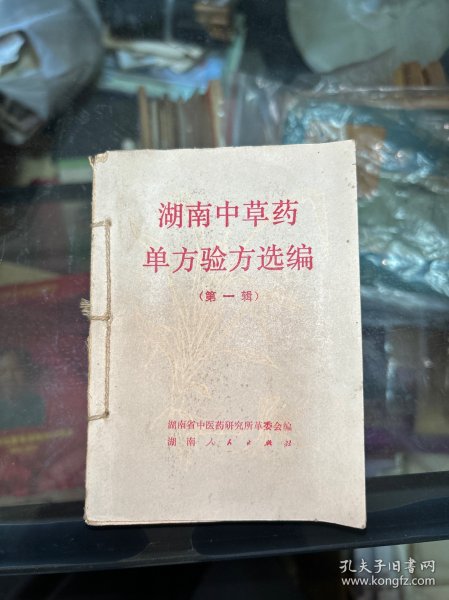 湖南中草药
单方验方选编
(第一辑)
湖南省中医药研究所革委会编
湖南人民出版社
孔夫子旧书网
www.kongfz.com